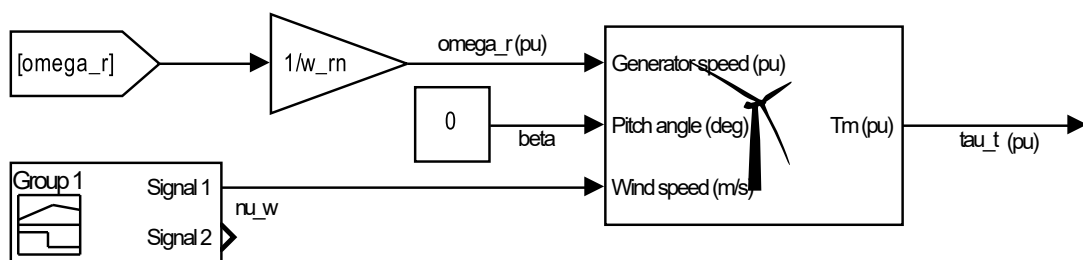 [omega_r]
1/w_rn
omega_r (pu)
Generator speed (pu)
0
beta
Pitch angle (deg)
Tm (pu)
tau_t (pu)
Group 1
Signal 1
nu_w
Wind speed (m/s)
Signal 2